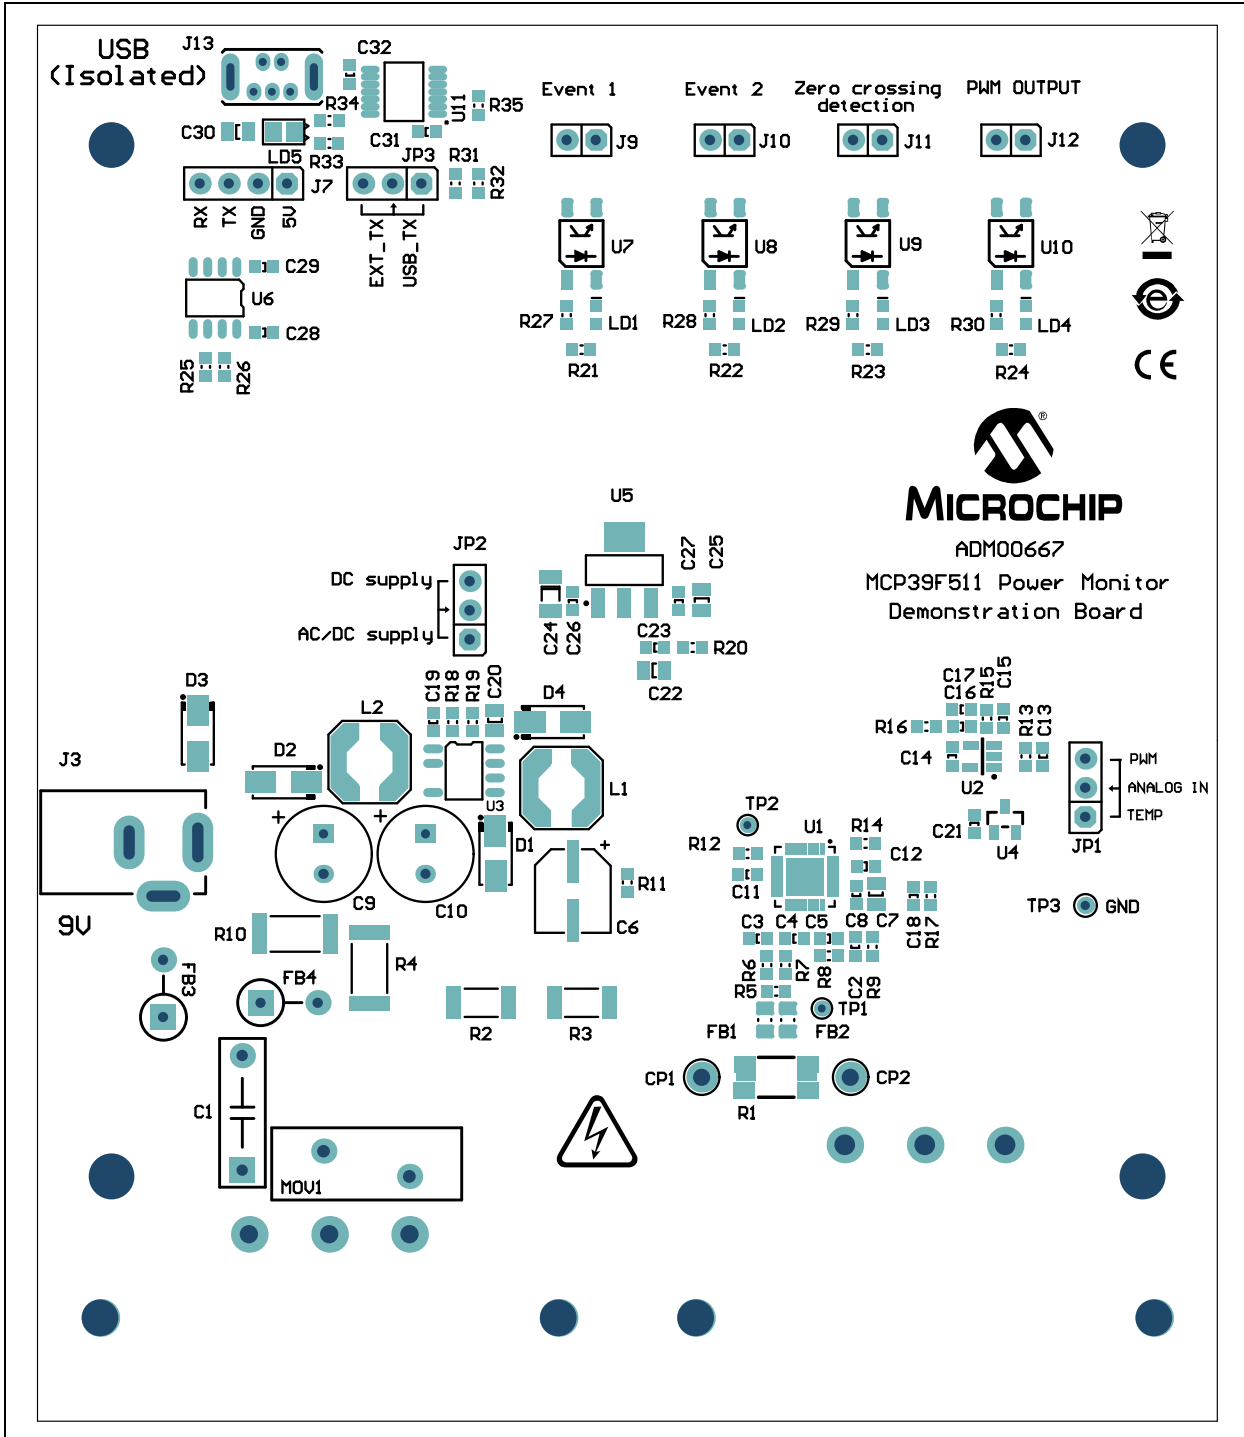 USB
(Isolated)
J13
C32
U11
R35
R34
C30
C31
R33
LD5
JP3
R31
R32
J7
RX
TX
GND
5V
EXT_TX
USB_TX
Event 1
Event 2
Zero crossing
detection
PWM OUTPUT
J9
J10
J11
J12
U7
U8
U9
U10
C29
U6
C28
R25
R26
R27
LD1
R28
LD2
R29
LD3
R30
LD4
R21
R22
R23
R24
CE
®
MICROCHIP
ADM00667
MCP39F511 Power Monitor
Demonstration Board
U5
JP2
DC supply
AC/DC supply
C27
C25
C24
C26
C23
R20
C22
D3
L2
C19
R18
R19
C20
D4
D2
J3
U3
L1
D1
+
+
+
C9
C10
R11
C6
9V
R10
R4
FB3
FB4
R2
R3
C17
C16
R15
C15
R16
R13
C13
C14
U2
PWM
ANALOG IN
TEMP
JP1
C21
U4
TP2
U1
R14
R12
C12
C11
TP3
GND
C3
C4
C5
C8
C7
C18
R17
R6
R7
R8
C2
R9
R5
TP1
FB1
FB2
CP1
CP2
R1
C1
MOV1